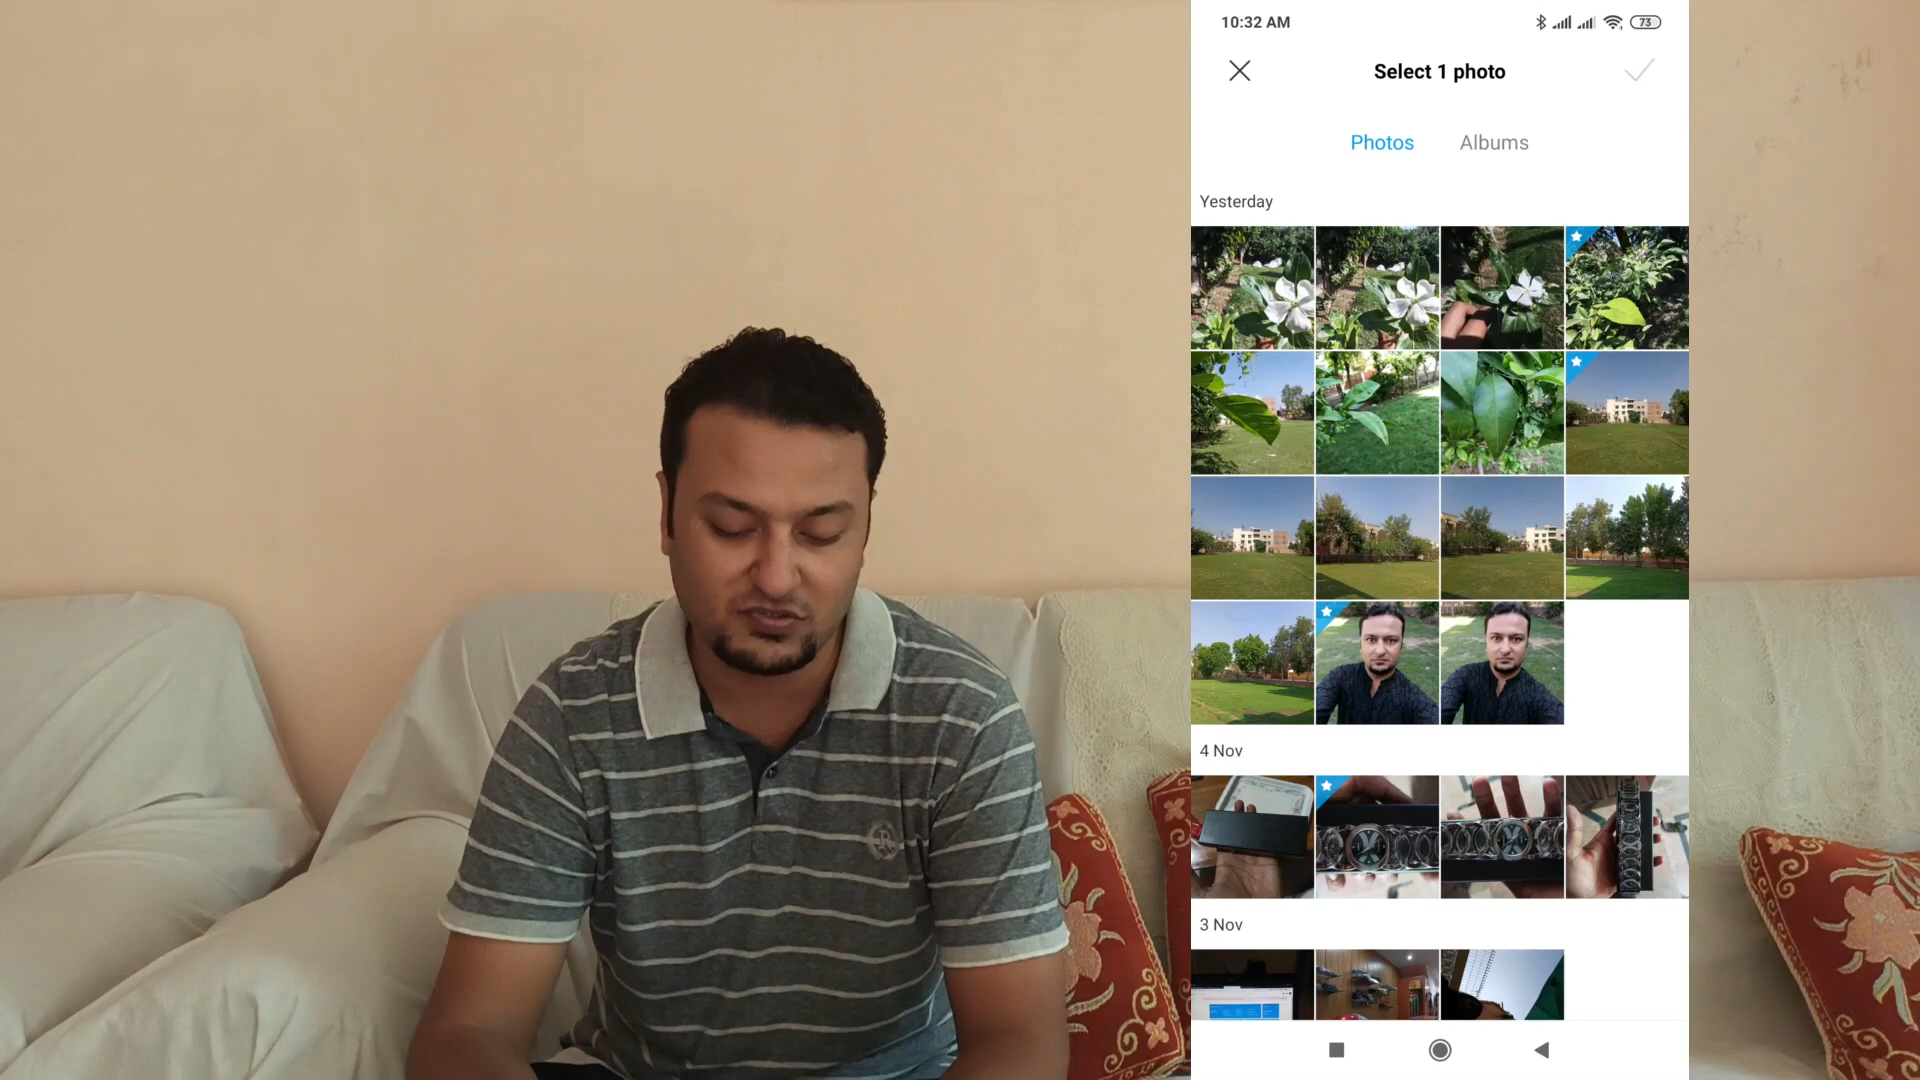 10:32 AM
73
Select 1 photo
Photos
Albums
Yesterday
4 Nov
3 Nov